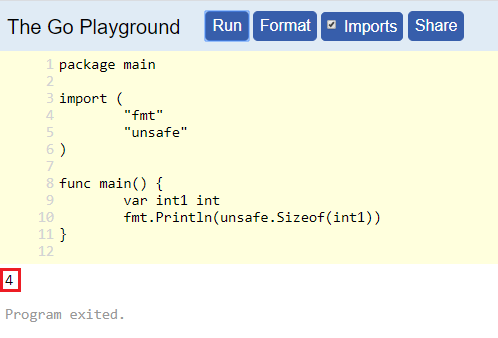 The Go Playground Run Format Imports Share
1 package main
2
3 import (
4 "fmt"
5 "unsafe"
6 )
7
8 func main() {
9 var int1 int
10 fmt.Println(unsafe.Sizeof(int1))
11 }
12
4
Program exited.